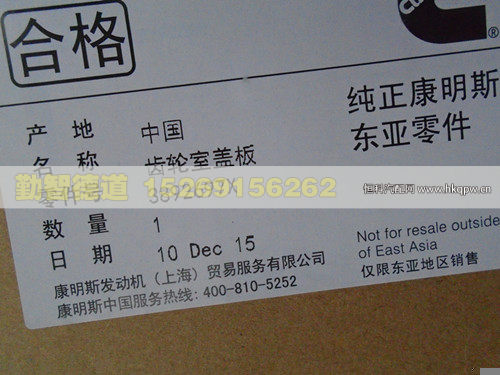 合格
纯正康明斯
东亚零件
产 地 中国
名 称 齿轮室盖板
零件号
数 量 1
日 期 10 Dec 15
康明斯发动机（上海）贸易服务有限公司
康明斯中国服务热线: 400-810-5252
Not for resale outside
of East Asia
仅限东亚地区销售
勤智德道 15269156262
恒科汽配网 www.hkqpw.cn